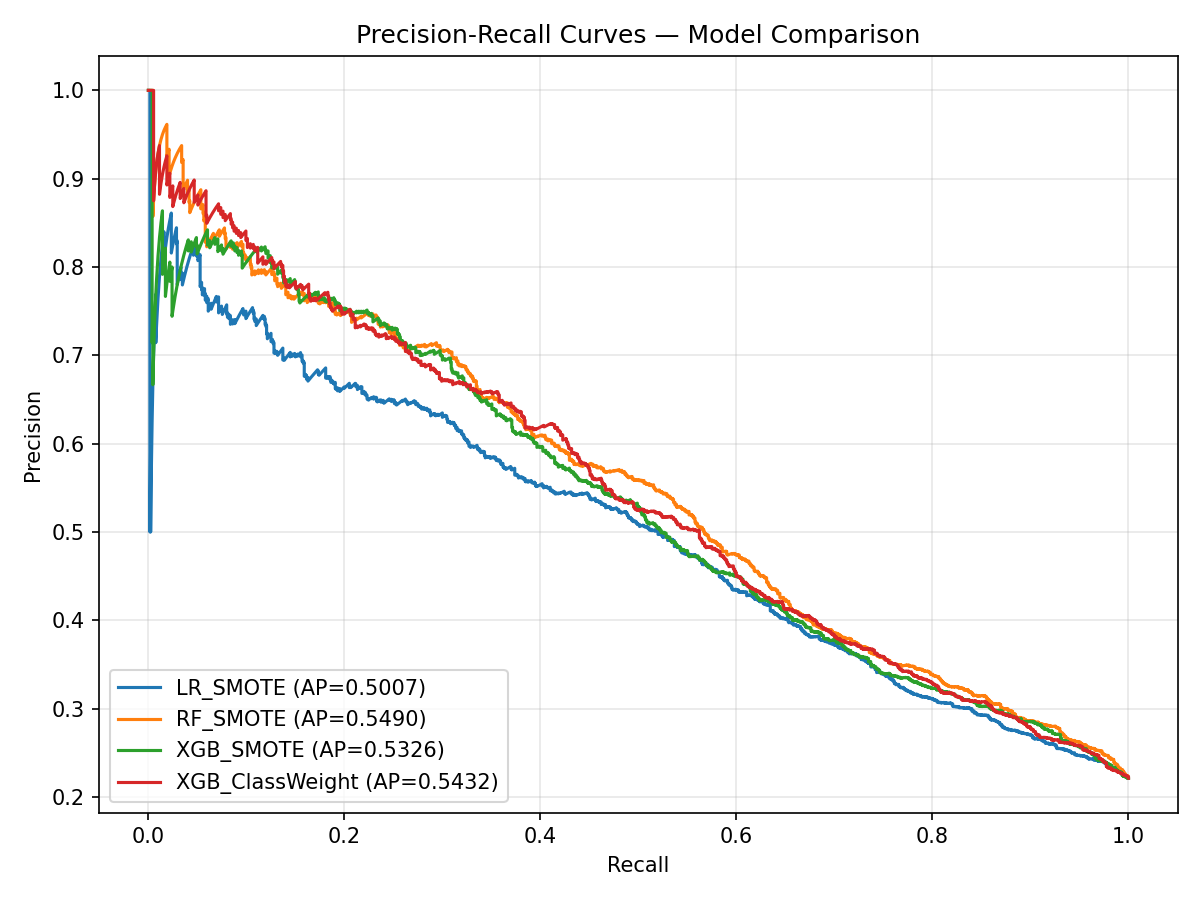 Precision-Recall Curves — Model Comparison
1.0
0.9
0.8
0.7
0.6
0.5
0.4
0.3
0.2
Precision
LR_SMOTE (AP=0.5007)
RF_SMOTE (AP=0.5490)
XGB_SMOTE (AP=0.5326)
XGB_ClassWeight (AP=0.5432)
0.0 0.2 0.4 0.6 0.8 1.0
Recall